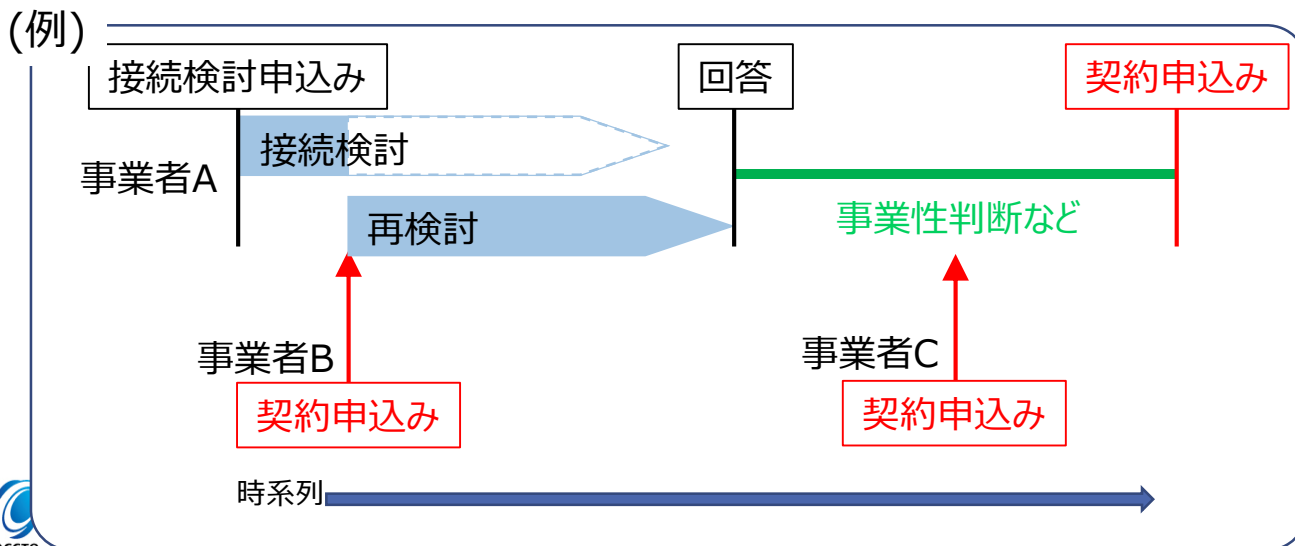 (例)
接続検討申込み
回答
契約申込み
接続検討
事業者A
再検討
事業性判断など
事業者B
事業者C
契約申込み
契約申込み
時系列